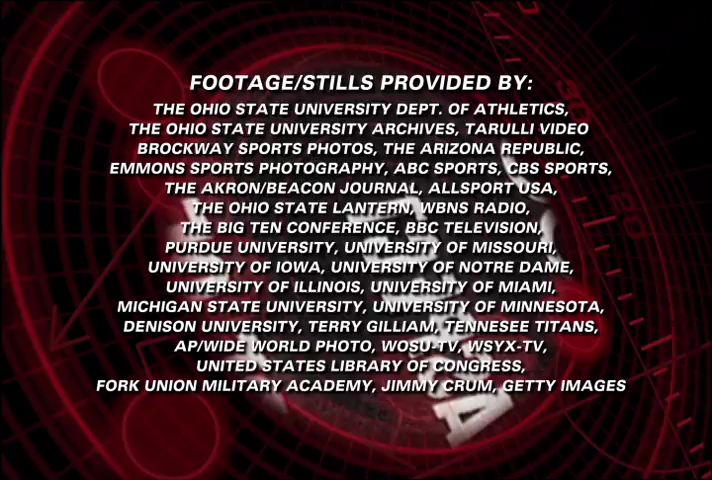 FOOTAGE/STILLS PROVIDED BY:
THE OHIO STATE UNIVERSITY DEPT. OF ATHLETICS,
THE OHIO STATE UNIVERSITY ARCHIVES, TARULLI VIDEO
BROCKWAY SPORTS PHOTOS, THE ARIZONA REPUBLIC,
EMMONS SPORTS PHOTOGRAPHY, ABC SPORTS, CBS SPORTS,
THE AKRON/BEACON JOURNAL, ALLSPORT USA,
THE OHIO STATE LANTERN, WBNS RADIO,
THE BIG TEN CONFERENCE, BBC TELEVISION,
PURDUE UNIVERSITY, UNIVERSITY OF MISSOURI,
UNIVERSITY OF IOWA, UNIVERSITY OF NOTRE DAME,
UNIVERSITY OF ILLINOIS, UNIVERSITY OF MIAMI,
MICHIGAN STATE UNIVERSITY, UNIVERSITY OF MINNESOTA,
DENISON UNIVERSITY, TERRY GILLIAM, TENNESEE TITANS,
AP/WIDE WORLD PHOTO, WOSU-TV, WSYX-TV,
UNITED STATES LIBRARY OF CONGRESS,
FORK UNION MILITARY ACADEMY, JIMMY CRUM, GETTY IMAGES